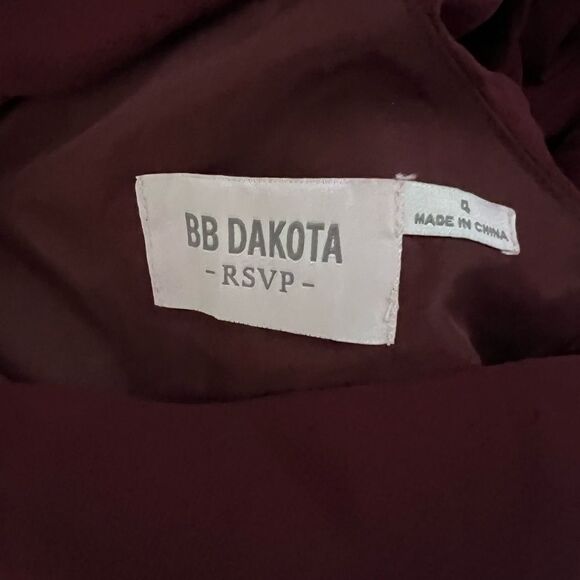 BB DAKOTA
- RSVP -
4
MADE IN CHINA